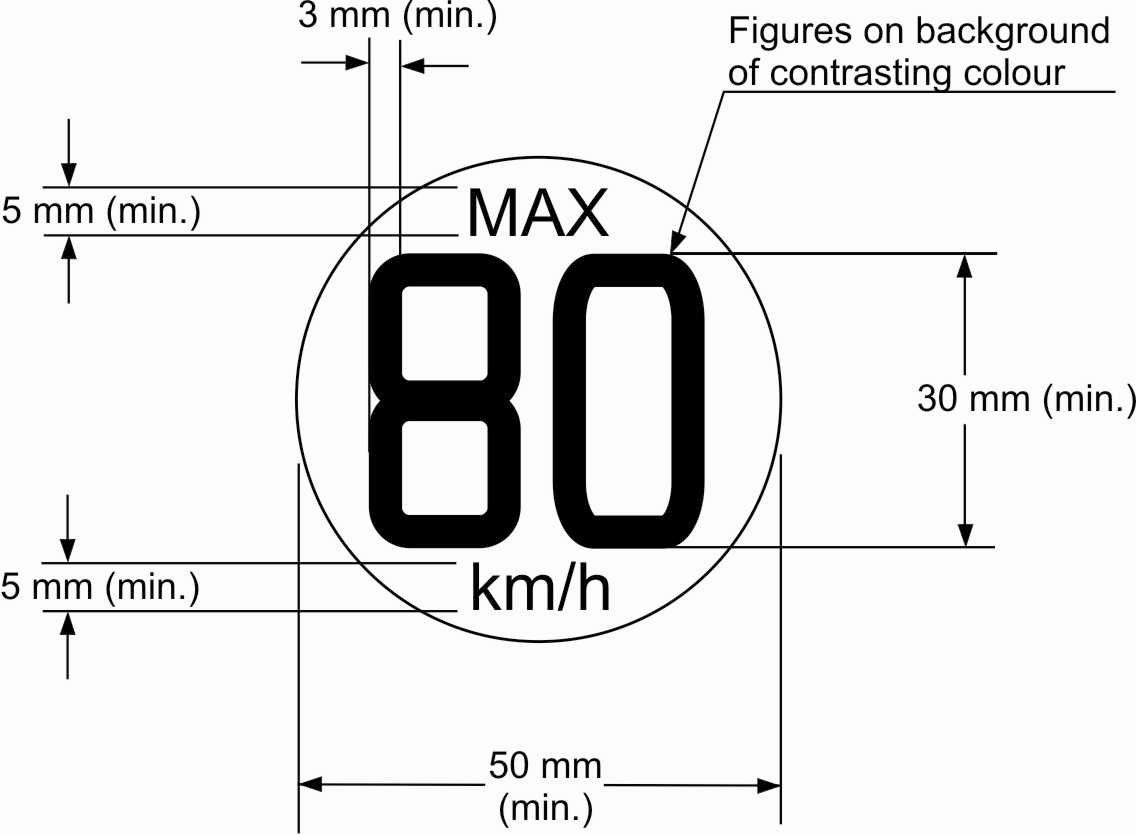 3 mm (min.)
Figures on background
of contrasting colour
5 mm (min.)
MAX
80
30 mm (min.)
5 mm (min.)
km/h
50 mm
(min.)